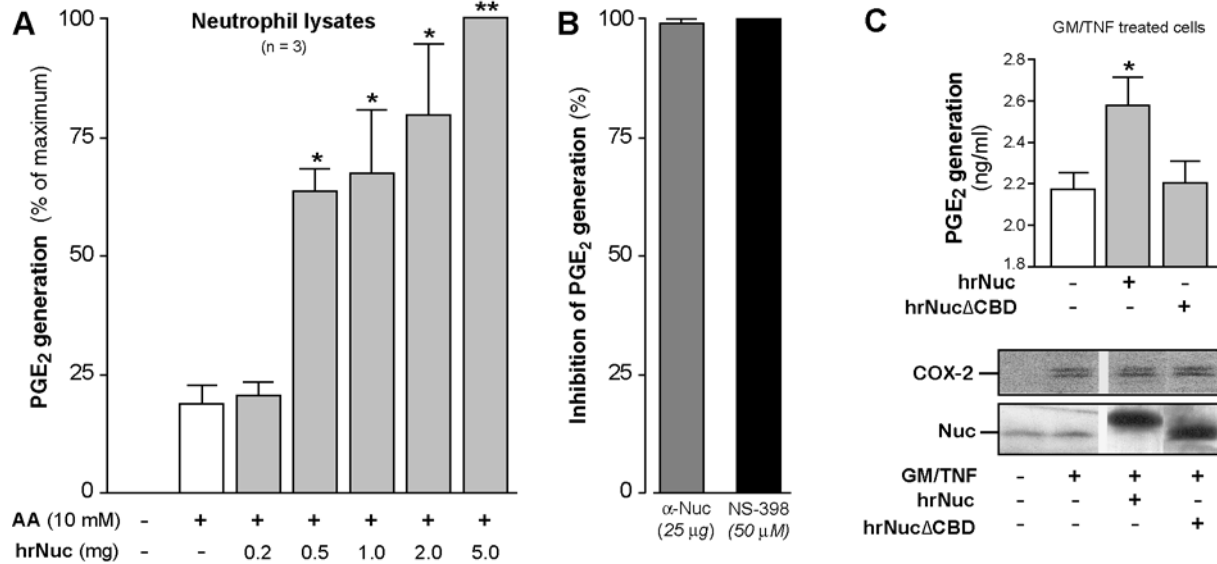 A
Neutrophil lysates
(n = 3)
PGE₂ generation (% of maximum)
100
75
50
25
0
*
*
*
**
AA (10 mM) - + + + + + +
hrNuc (mg) - - 0.2 0.5 1.0 2.0 5.0
B
Inhibition of PGE₂ generation (%)
100
75
50
25
0
α-Nuc NS-398
(25 μg) (50 μM)
C
GM/TNF treated cells
PGE₂ generation
(ng/ml)
2.8
2.6
2.4
2.2
2.0
1.8
*
hrNuc - + -
hrNucΔCBD - - +
COX-2
Nuc
GM/TNF - + + +
hrNuc - - + -
hrNucΔCBD - - - +